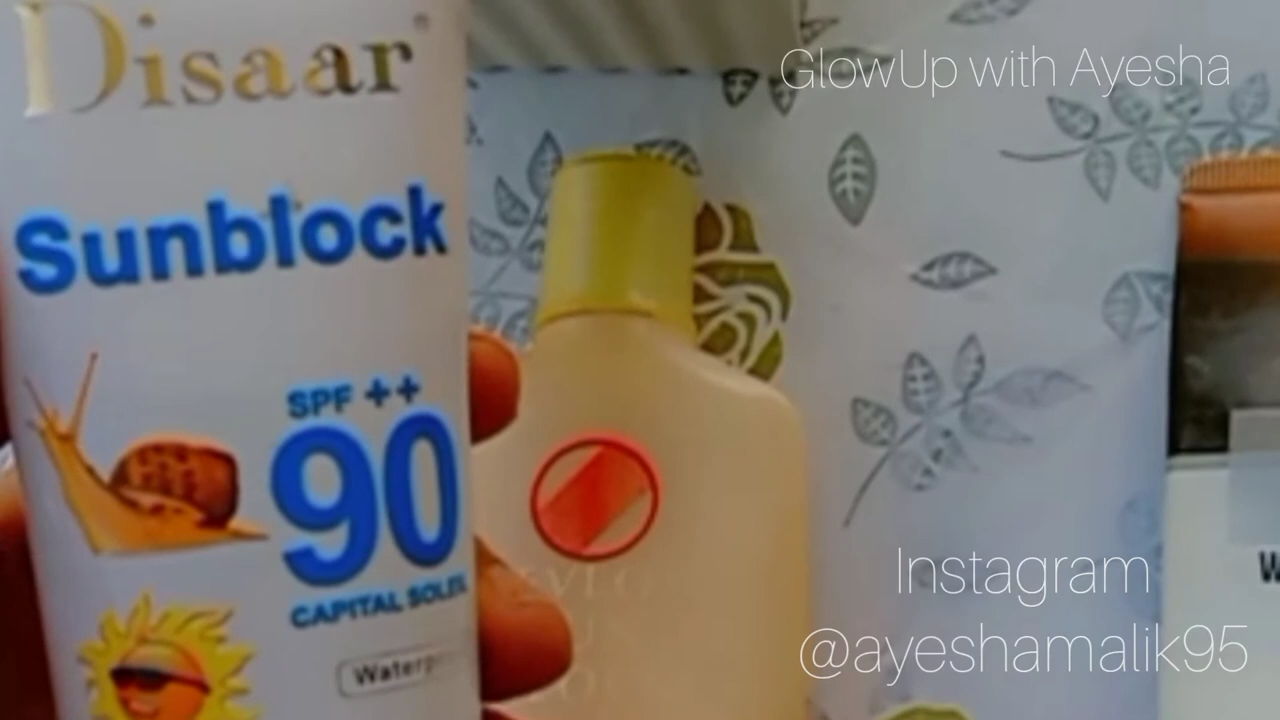 Disaar®
Sunblock
SPF ++
90
CAPITAL SOLEIL
GlowUp with Ayesha
Instagram
@ayeshamalik95